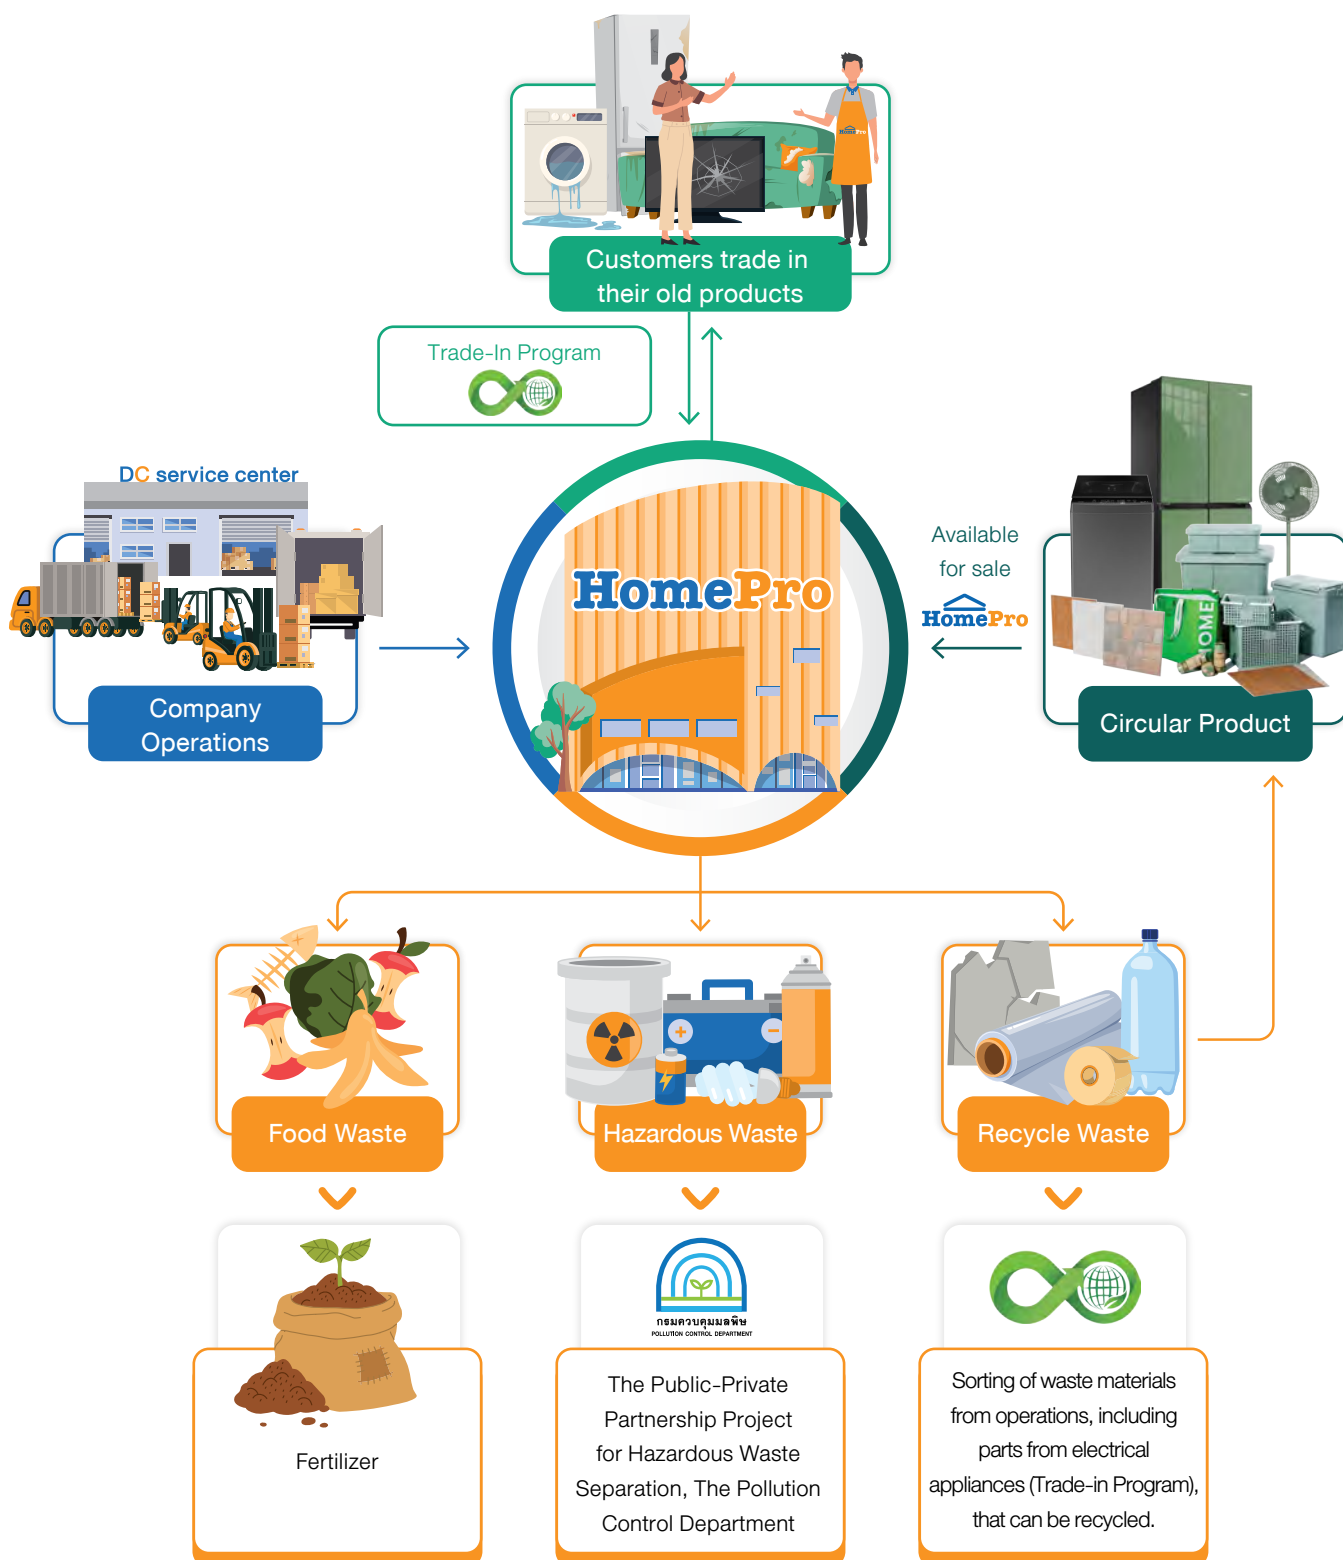 HomePro
Customers trade in
their old products
Trade-In Program
DC service center
Company
Operations
HomePro
Available
for sale
HomePro
HOME
Circular Product
Food Waste
Hazardous Waste
Recycle Waste
กรมควบคุมมลพิษ
POLLUTION CONTROL DEPARTMENT
Fertilizer
The Public-Private
Partnership Project
for Hazardous Waste
Separation, The Pollution
Control Department
Sorting of waste materials
from operations, including
parts from electrical
appliances (Trade-in Program),
that can be recycled.